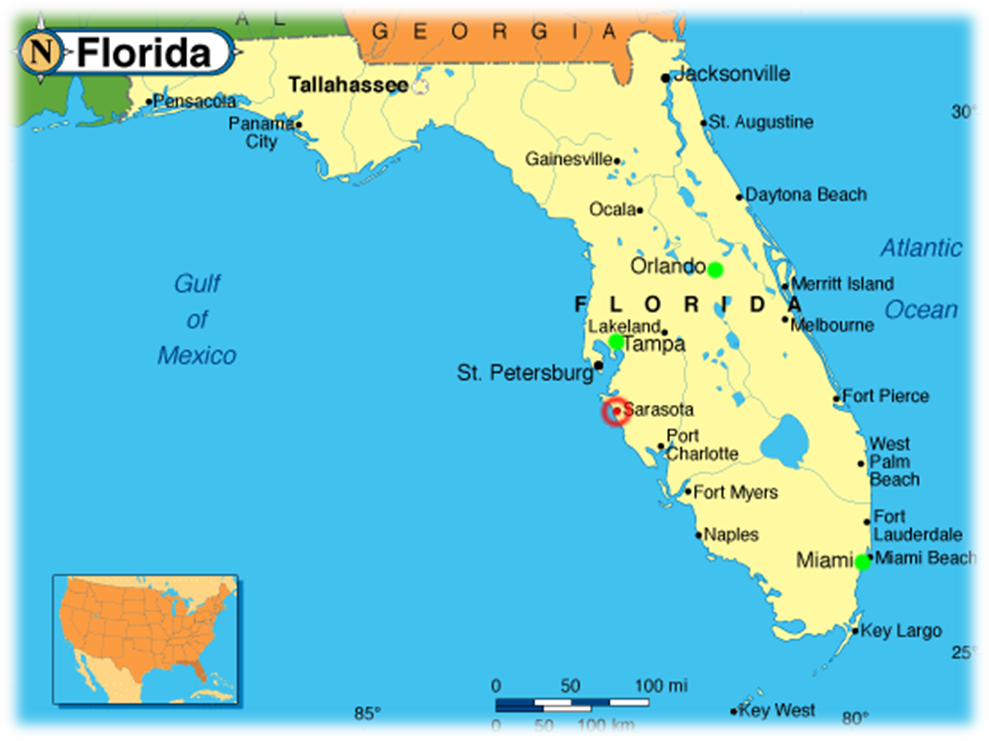 A L
G E O R G I A
N
Florida
Tallahassee
Jacksonville
Pensacola
30°
Panama
City
St. Augustine
Gainesville
Daytona Beach
Ocala
Atlantic
Ocean
Orlando
Gulf
of
Mexico
Merritt Island
F L O R I D A
Melbourne
Lakeland
Tampa
St. Petersburg
Fort Pierce
Sarasota
Port
Charlotte
West
Palm
Beach
Fort Myers
Fort
Lauderdale
Naples
Miami
Miami Beach
Key Largo
25°
0 50 100 mi
0 50 100 km
85°
Key West
80°